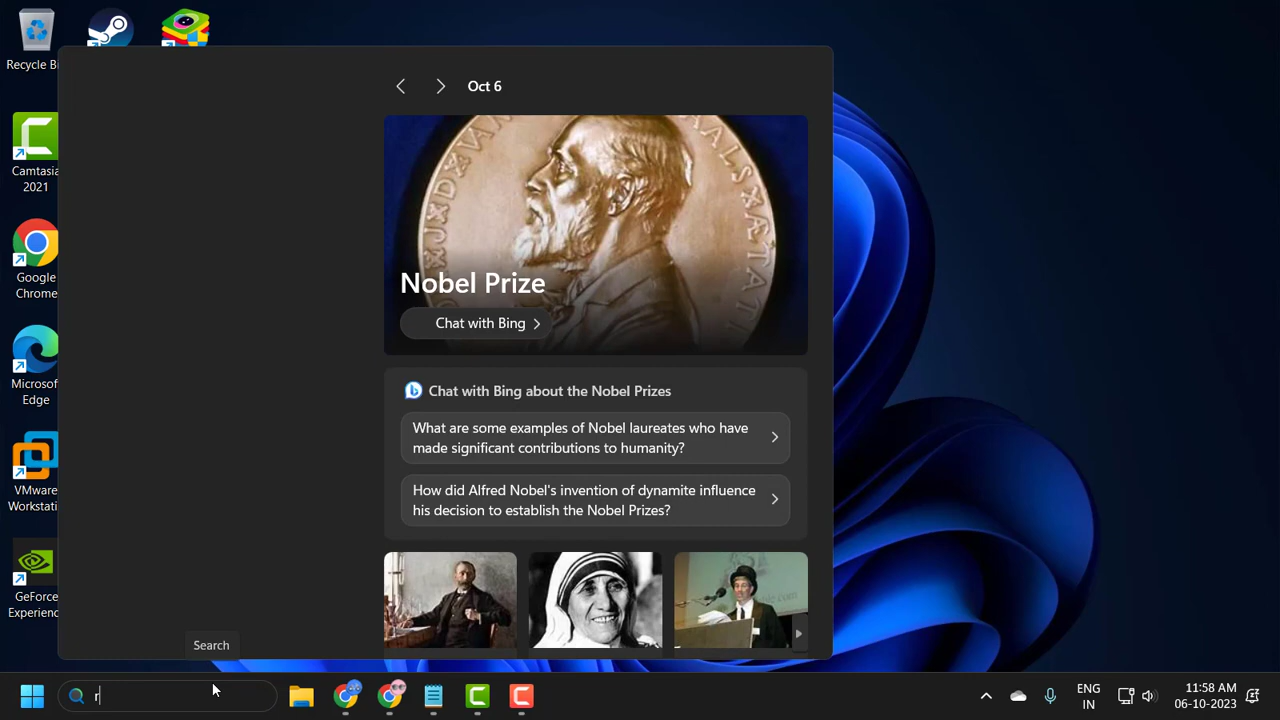 Recycle Bi
Camtasia
2021
Google
Chrome
Microsof
Edge
VMware
Workstati
GeForce
Experienc
Oct 6
Nobel Prize
Chat with Bing
Chat with Bing about the Nobel Prizes
What are some examples of Nobel laureates who have
made significant contributions to humanity?
How did Alfred Nobel's invention of dynamite influence
his decision to establish the Nobel Prizes?
Search
r
ENG
IN
11:58 AM
06-10-2023